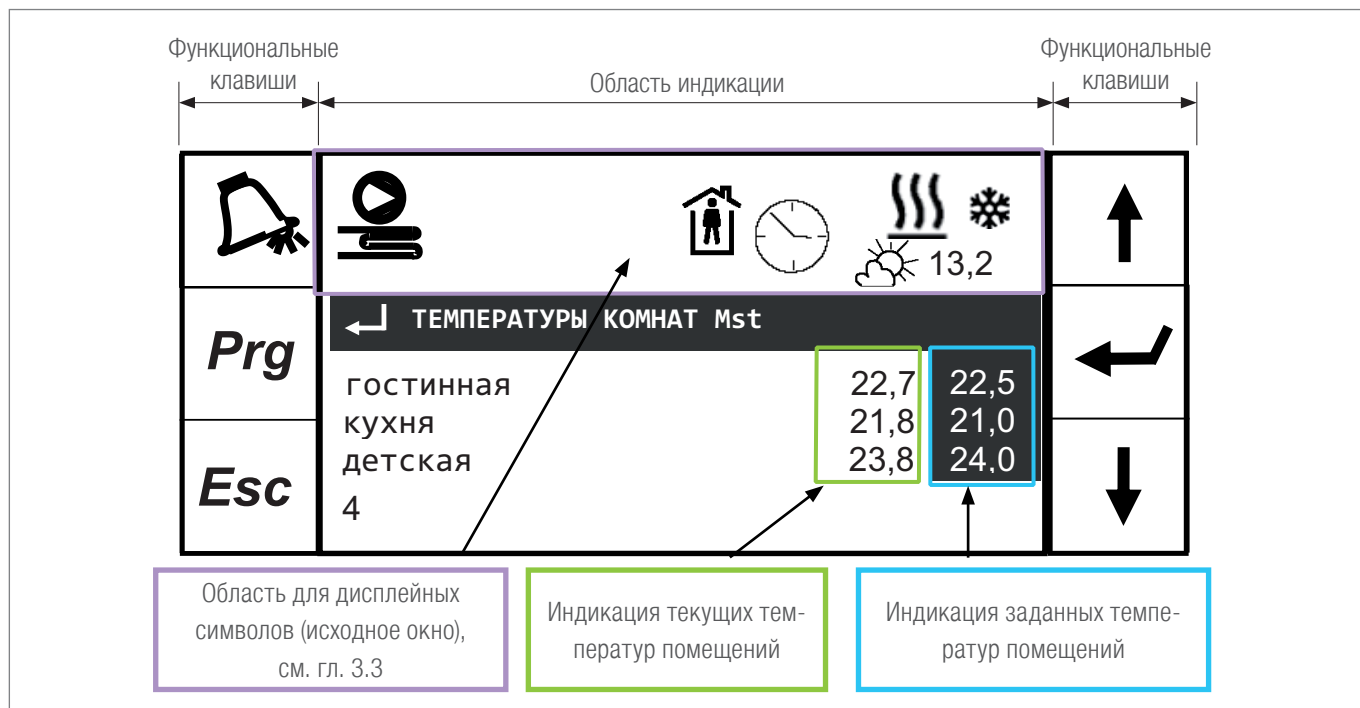 Функциональные
клавиши
Область индикации
Функциональные
клавиши
13,2
Prg
ТЕМПЕРАТУРЫ КОМНАТ Mst
гостинная 22,7 22,5
кухня 21,8 21,0
детская 23,8 24,0
Esc
4
Область для дисплейных
символов (исходное окно),
см. гл. 3.3
Индикация текущих тем-
ператур помещений
Индикация заданных темпе-
ратур помещений